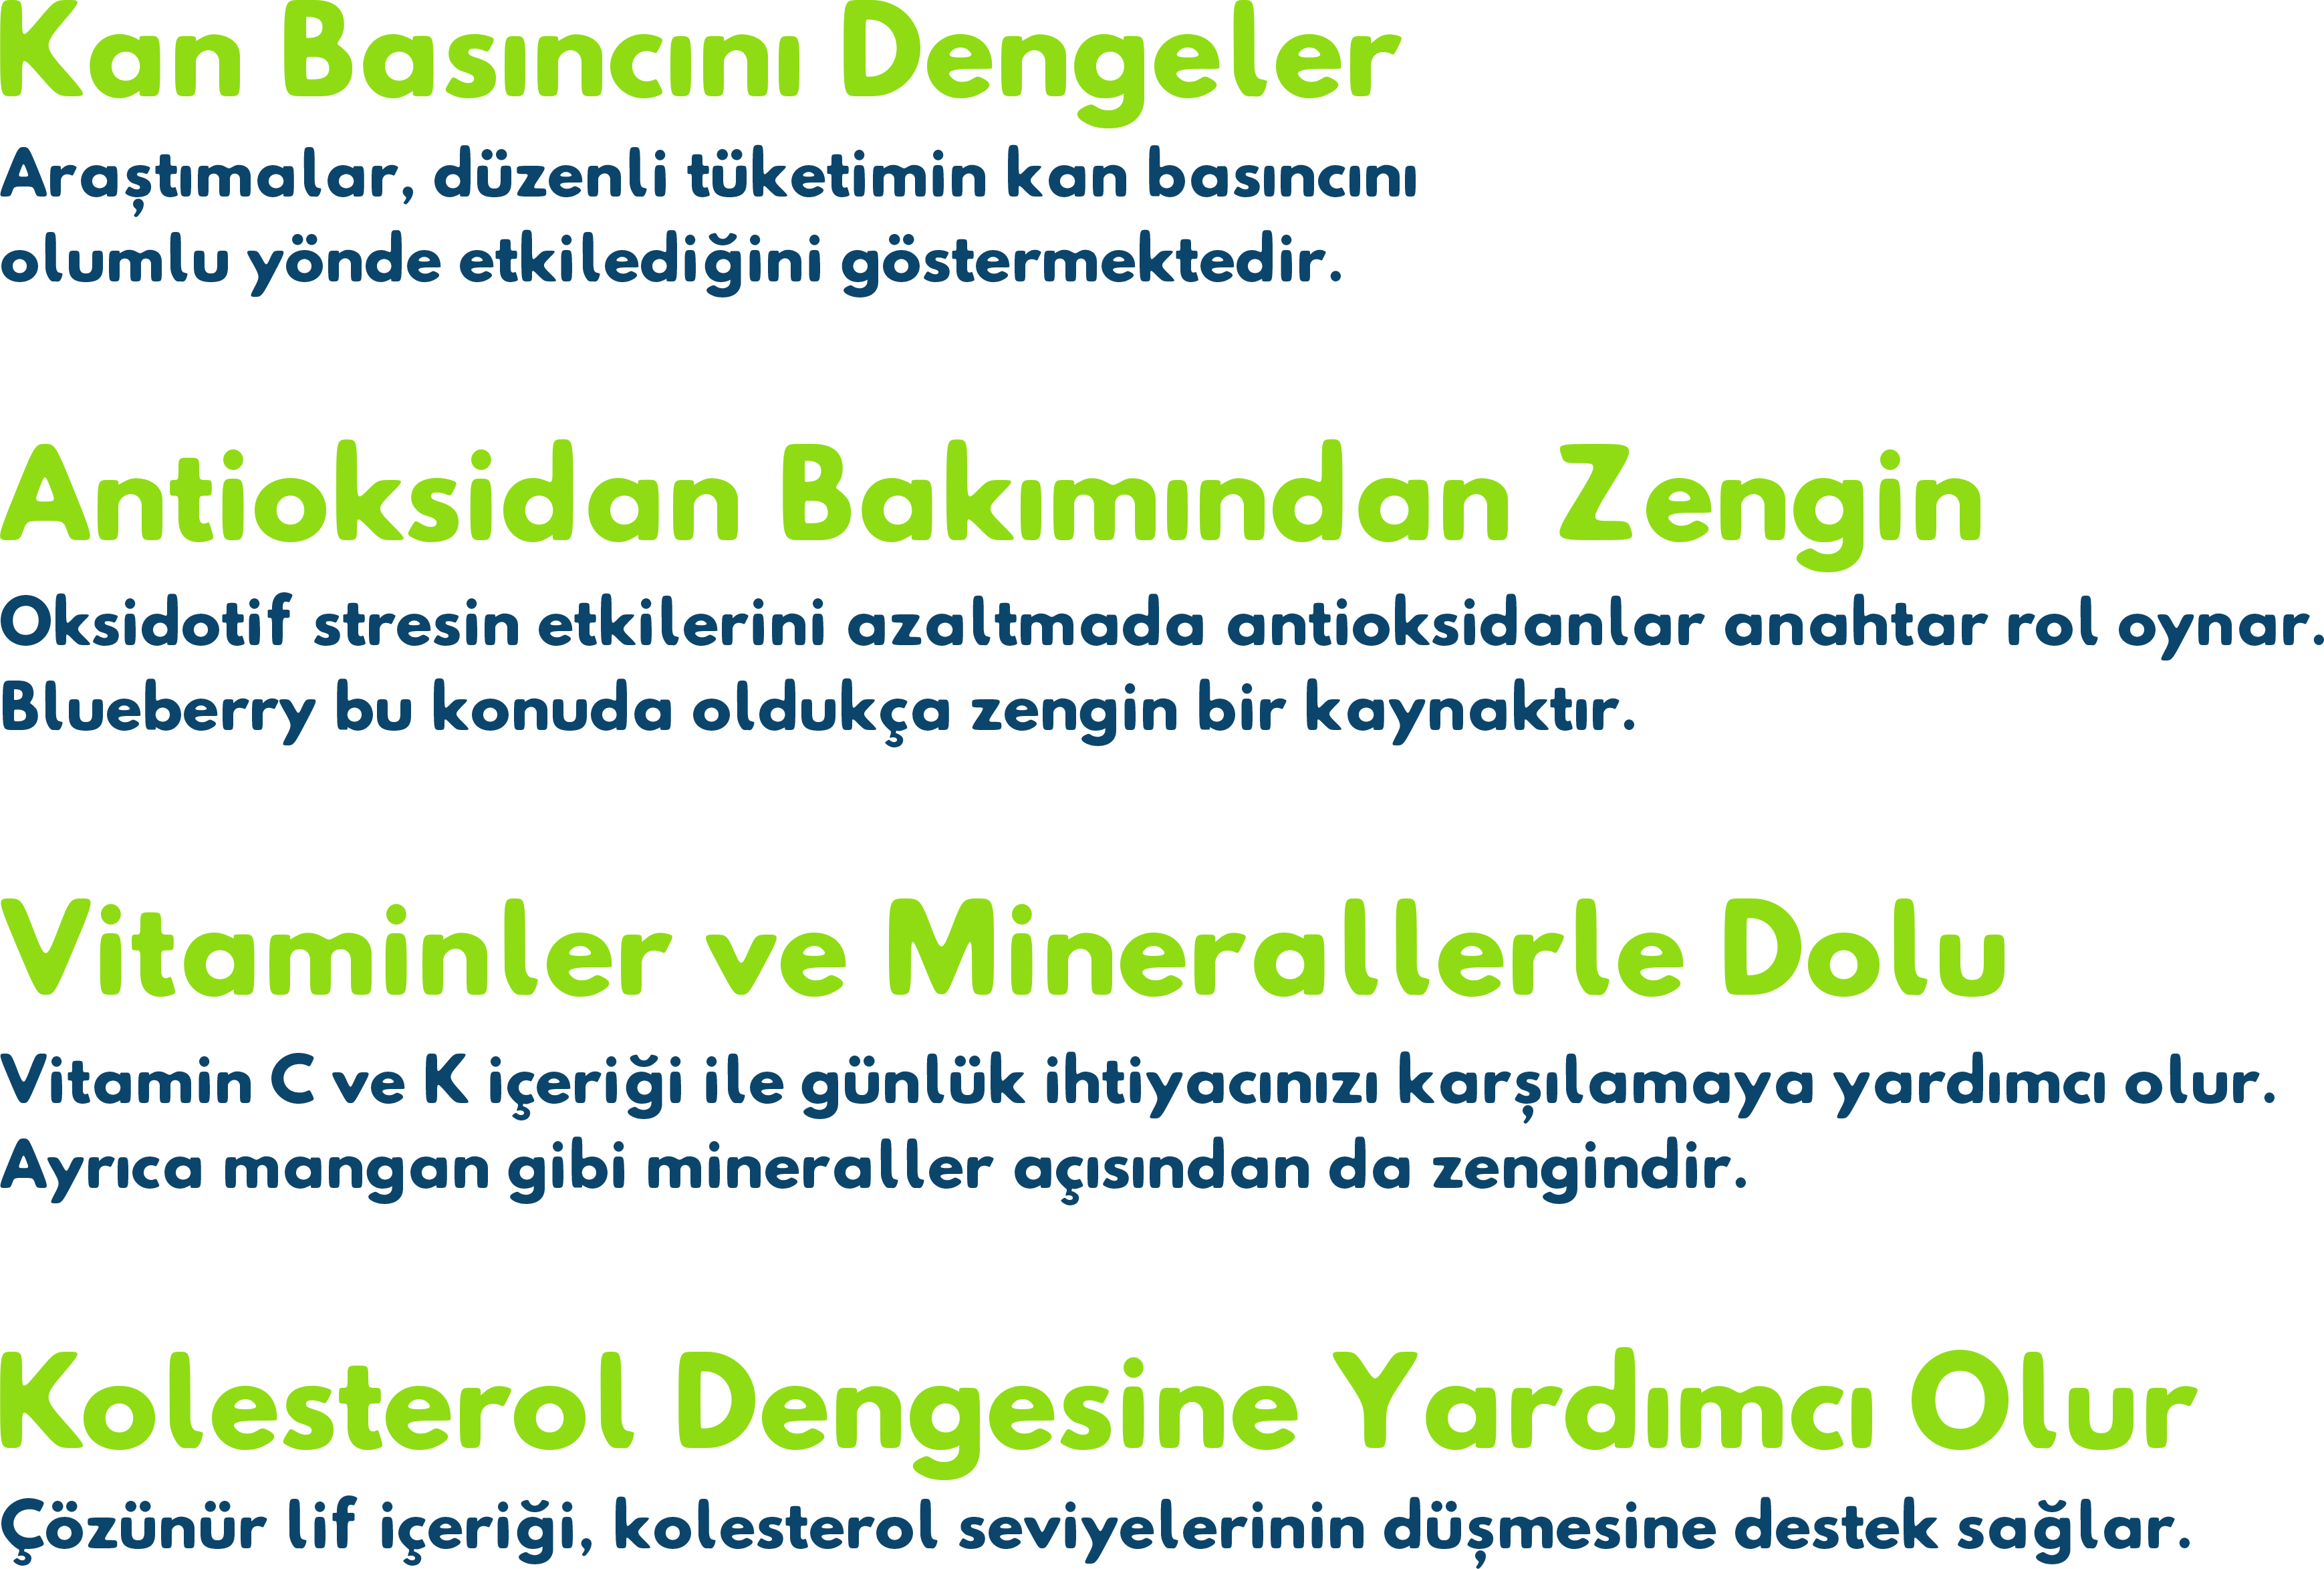 Kan Basıncını Dengeler
Araştımalar, düzenli tüketimin kan basıncını
olumlu yönde etkilediğini göstermektedir.
Antioksidan Bakımından Zengin
Oksidatif stresin etkilerini azaltmada antioksidanlar anahtar rol oynar.
Blueberry bu konuda oldukça zengin bir kaynaktır.
Vitaminler ve Minerallerle Dolu
Vitamin C ve K içeriği ile günlük ihtiyacınızı karşılamaya yardımcı olur.
Ayrıca mangan gibi mineraller açısından da zengindir.
Kolesterol Dengesine Yardımcı Olur
Çözünür lif içeriği, kolesterol seviyelerinin düşmesine destek sağlar.